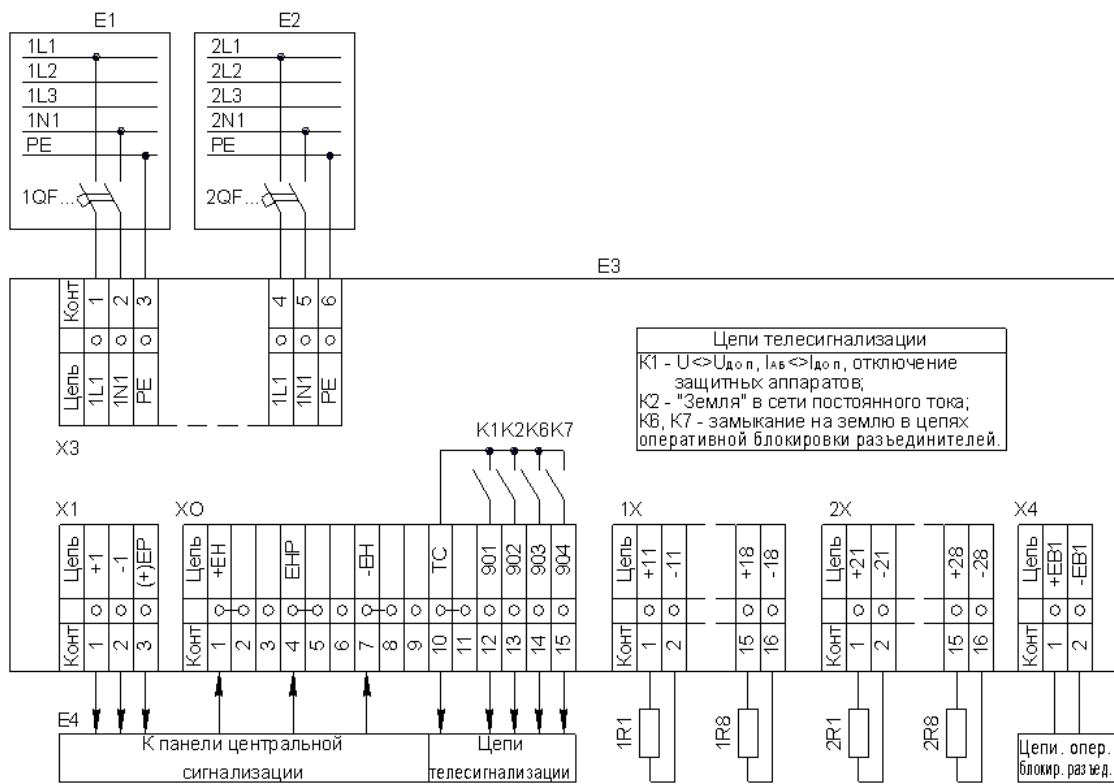 E1
E2
1L1
1L2
1L3
1N1
PE
1QF...
2L1
2L2
2L3
2N1
PE
2QF...
E3
Конт
1
2
3
4
5
6
Цепь
1L1
1N1
PE
1L1
1N1
PE
X3
Цепи телесигнализации
K1 - U<>Uдоп, IАБ<>Iдоп, отключение
защитных аппаратов;
K2 - "Земля" в сети постоянного тока;
K6, K7 - замыкание на землю в цепях
оперативной блокировки разъединителей.
K1 K2 K6 K7
X1
Цепь
+1
-1
(+)EP
Конт
1
2
3
XO
Цепь
+EH
EHP
-EH
TC
901
902
903
904
Конт
1
2
3
4
5
6
7
8
9
10
11
12
13
14
15
1X
Цепь
+11
-11
+18
-18
Конт
1
2
15
16
2X
Цепь
+21
-21
+28
-28
Конт
1
2
15
16
X4
Цепь
+EB1
-EB1
Конт
1
2
E4
К панели центральной
сигнализации
Цепи
телесигнализации
1R1
1R8
2R1
2R8
Цепи. опер.
блокир. разъед.